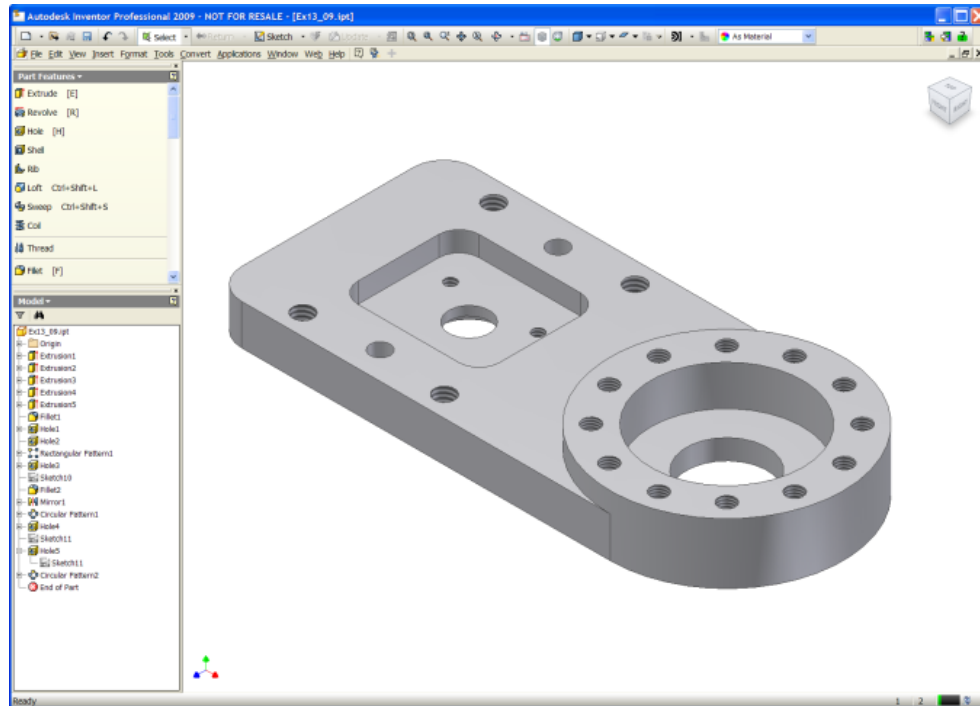 Autodesk Inventor Professional 2009 - NOT FOR RESALE - [Ex13_09.ipt]
Select Return Sketch Update As Material
File Edit View Insert Format Tools Convert Applications Window Web Help
Part Features
Extrude [E]
Revolve [R]
Hole [H]
Shell
Rib
Loft Ctrl+Shift+L
Sweep Ctrl+Shift+S
Coil
Thread
Fillet [F]
Model
Ex13_09.ipt
Origin
Extrusion1
Extrusion2
Extrusion3
Extrusion4
Extrusion5
Fillet1
Hole1
Hole2
Rectangular Pattern1
Hole3
Sketch10
Fillet2
Mirror1
Circular Pattern1
Hole4
Sketch11
Hole5
Sketch11
Circular Pattern2
End of Part
TOP
Ready 1 2